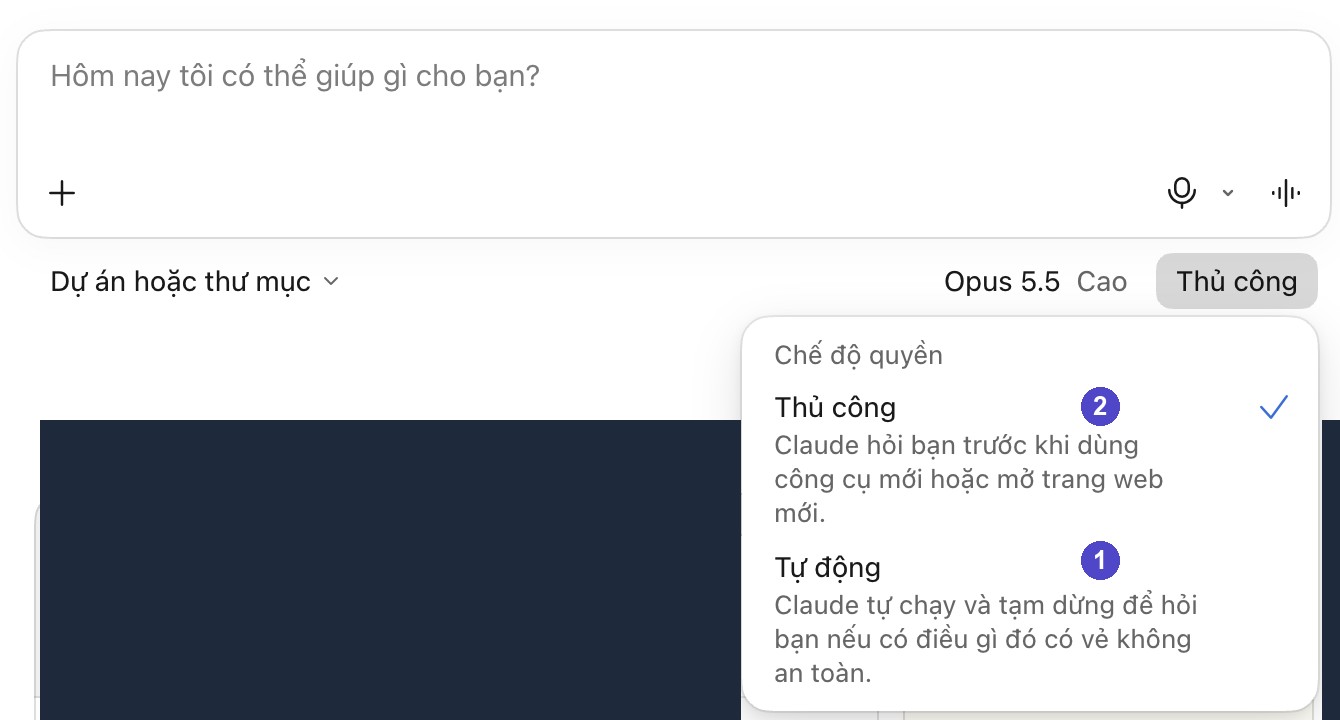 Hôm nay tôi có thể giúp gì cho bạn?
Dự án hoặc thư mục
Opus 5.5 Cao
Thủ công
Chế độ quyền
Thủ công
2
Claude hỏi bạn trước khi dùng
công cụ mới hoặc mở trang web
mới.
Tự động
1
Claude tự chạy và tạm dừng để hỏi
bạn nếu có điều gì đó có vẻ không
an toàn.